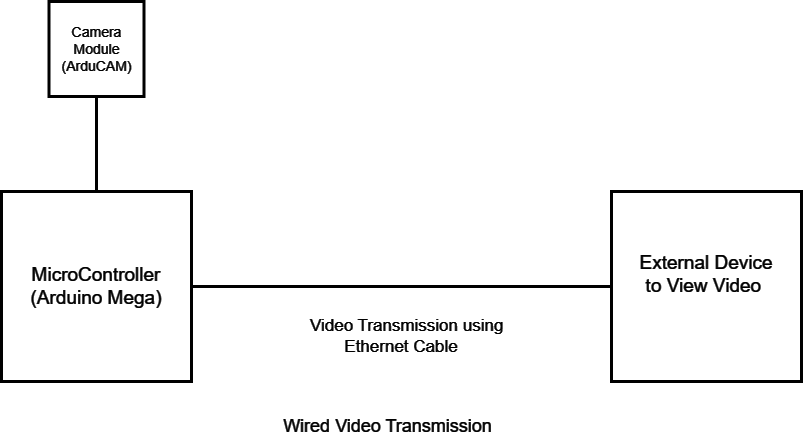 Camera
Module
(ArduCAM)
MicroController
(Arduino Mega)
External Device
to View Video
Video Transmission using
Ethernet Cable
Wired Video Transmission